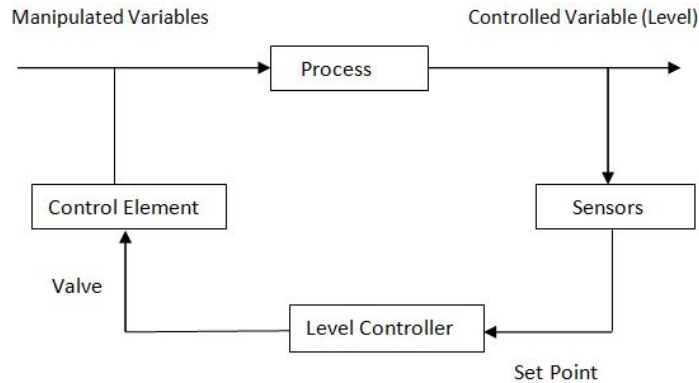 Manipulated Variables
Controlled Variable (Level)
Process
Control Element
Sensors
Valve
Level Controller
Set Point